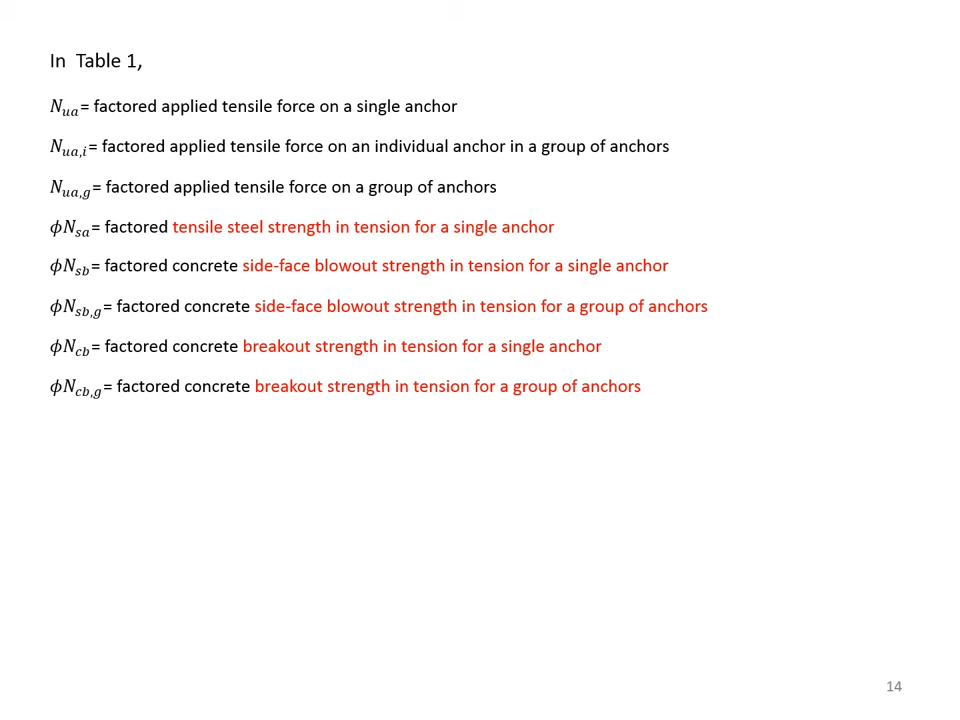 In Table 1,
N_ua= factored applied tensile force on a single anchor
N_ua,i= factored applied tensile force on an individual anchor in a group of anchors
N_ua,g= factored applied tensile force on a group of anchors
ϕN_sa= factored tensile steel strength in tension for a single anchor
ϕN_sb= factored concrete side-face blowout strength in tension for a single anchor
ϕN_sb,g= factored concrete side-face blowout strength in tension for a group of anchors
ϕN_cb= factored concrete breakout strength in tension for a single anchor
ϕN_cb,g= factored concrete breakout strength in tension for a group of anchors
14